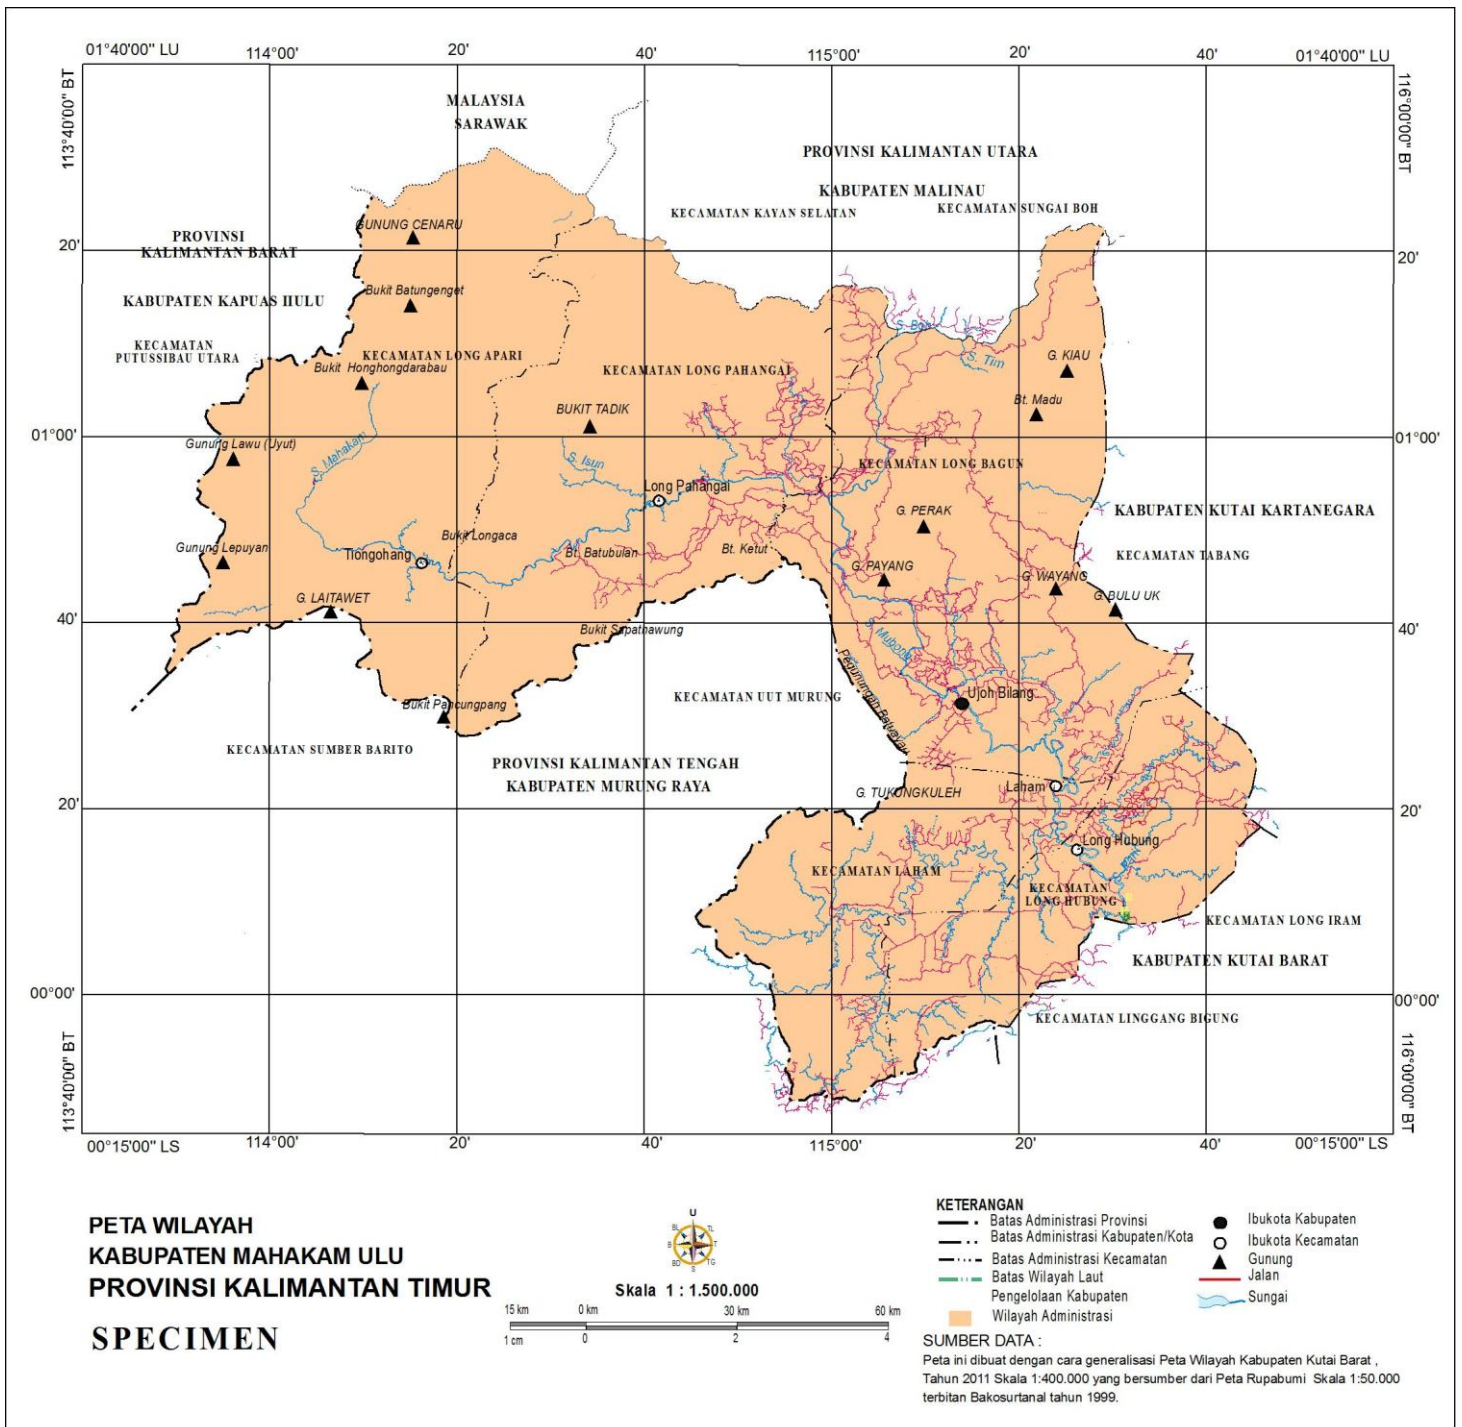 01°40'00" LU
114°00'
20'
40'
115°00'
20'
40'
01°40'00" LU
113°40'00" BT
116°00'00" BT
MALAYSIA
SARAWAK
PROVINSI KALIMANTAN UTARA
KABUPATEN MALINAU
KECAMATAN KAYAN SELATAN
KECAMATAN SUNGAI BOH
GUNUNG CENARU
PROVINSI
KALIMANTAN BARAT
20'
20'
Bukit Batungenget
KABUPATEN KAPUAS HULU
S. Boh
KECAMATAN
PUTUSSIBAU UTARA
KECAMATAN LONG APARI
G. KIAU
S. Tim
Bukit Honghongdarabau
KECAMATAN LONG PAHANGAI
Bt. Madu
BUKIT TADIK
01°00'
01°00'
Gunung Lawu (Uyut)
S. Mahakam
S. Isun
KECAMATAN LONG BAGUN
Long Pahangai
G. PERAK
KABUPATEN KUTAI KARTANEGARA
Bukit Longaca
Gunung Lepuyan
Tiongohang
Bt. Batubulan
Bt. Ketut
KECAMATAN TABANG
G. PAYANG
G. WAYANG
G. LAITAWET
G. BULU UK
40'
40'
Bukit Sapathawung
S. Mubong
Pegunungan Batuayau
KECAMATAN UUT MURUNG
Ujoh Bilang
Bukit Pancungpang
KECAMATAN SUMBER BARITO
PROVINSI KALIMANTAN TENGAH
KABUPATEN MURUNG RAYA
G. TUKUNGKULEH
Laham
20'
20'
Long Hubung
KECAMATAN LAHAM
KECAMATAN
LONG HUBUNG
KECAMATAN LONG IRAM
KABUPATEN KUTAI BARAT
00°00'
00°00'
KECAMATAN LINGGANG BIGUNG
113°40'00" BT
116°00'00" BT
00°15'00" LS
114°00'
20'
40'
115°00'
20'
40'
00°15'00" LS
PETA WILAYAH
KABUPATEN MAHAKAM ULU
PROVINSI KALIMANTAN TIMUR
SPECIMEN
U
BL
TL
B
T
BD
TG
S
Skala 1 : 1.500.000
15 km
0 km
30 km
60 km
1 cm
0
2
4
KETERANGAN
Batas Administrasi Provinsi
Batas Administrasi Kabupaten/Kota
Batas Administrasi Kecamatan
Batas Wilayah Laut
Pengelolaan Kabupaten
Wilayah Administrasi
Ibukota Kabupaten
Ibukota Kecamatan
Gunung
Jalan
Sungai
SUMBER DATA :
Peta ini dibuat dengan cara generalisasi Peta Wilayah Kabupaten Kutai Barat ,
Tahun 2011 Skala 1:400.000 yang bersumber dari Peta Rupabumi Skala 1:50.000
terbitan Bakosurtanal tahun 1999.